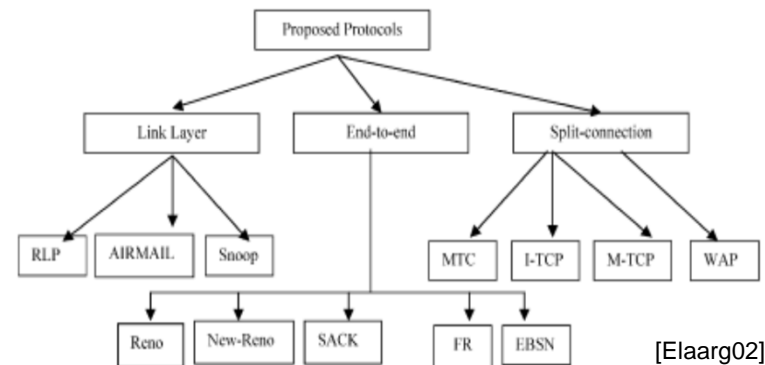 Proposed Protocols
Link Layer
End-to-end
Split-connection
RLP
AIRMAIL
Snoop
MTC
I-TCP
M-TCP
WAP
Reno
New-Reno
SACK
FR
EBSN
[Elaarg02]